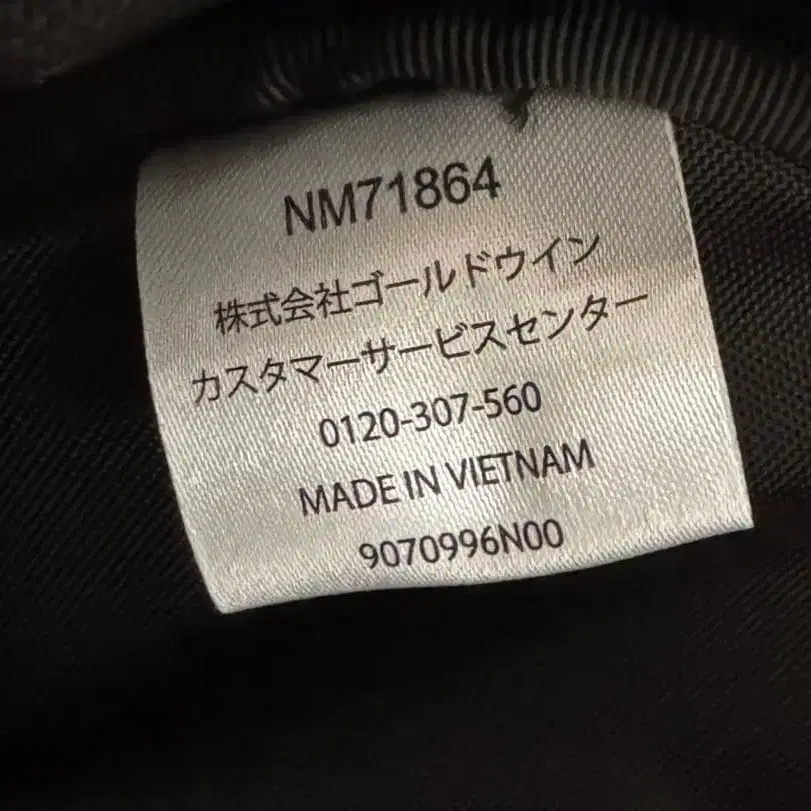 NM71864
株式会社ゴールドウイン
カスタマーサービスセンター
0120-307-560
MADE IN VIETNAM
9070996N00